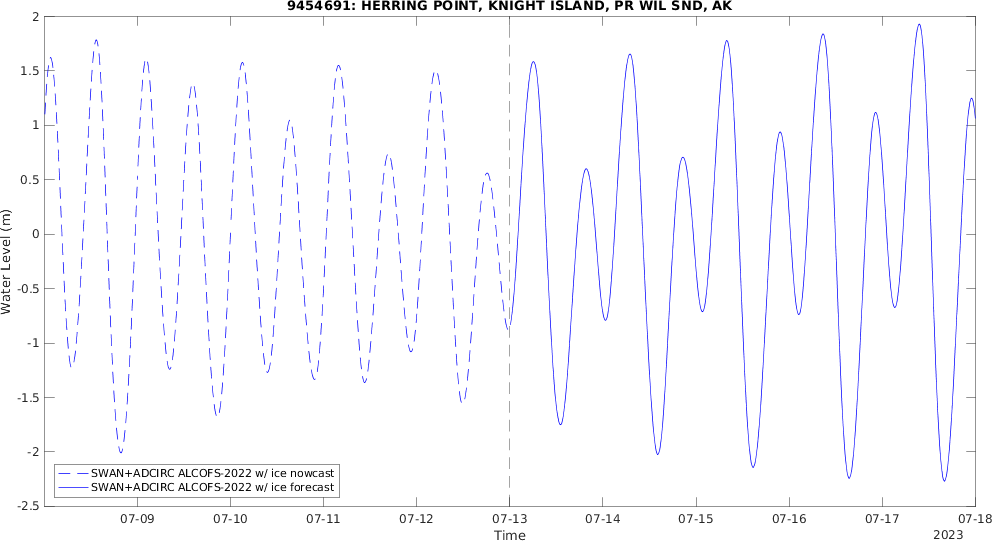 9454691: HERRING POINT, KNIGHT ISLAND, PR WIL SND, AK
2
1.5
1
0.5
0
-0.5
-1
-1.5
-2
-2.5
Water Level (m)
SWAN+ADCIRC ALCOFS-2022 w/ ice nowcast
SWAN+ADCIRC ALCOFS-2022 w/ ice forecast
07-09 07-10 07-11 07-12 07-13 07-14 07-15 07-16 07-17 07-18
Time
2023